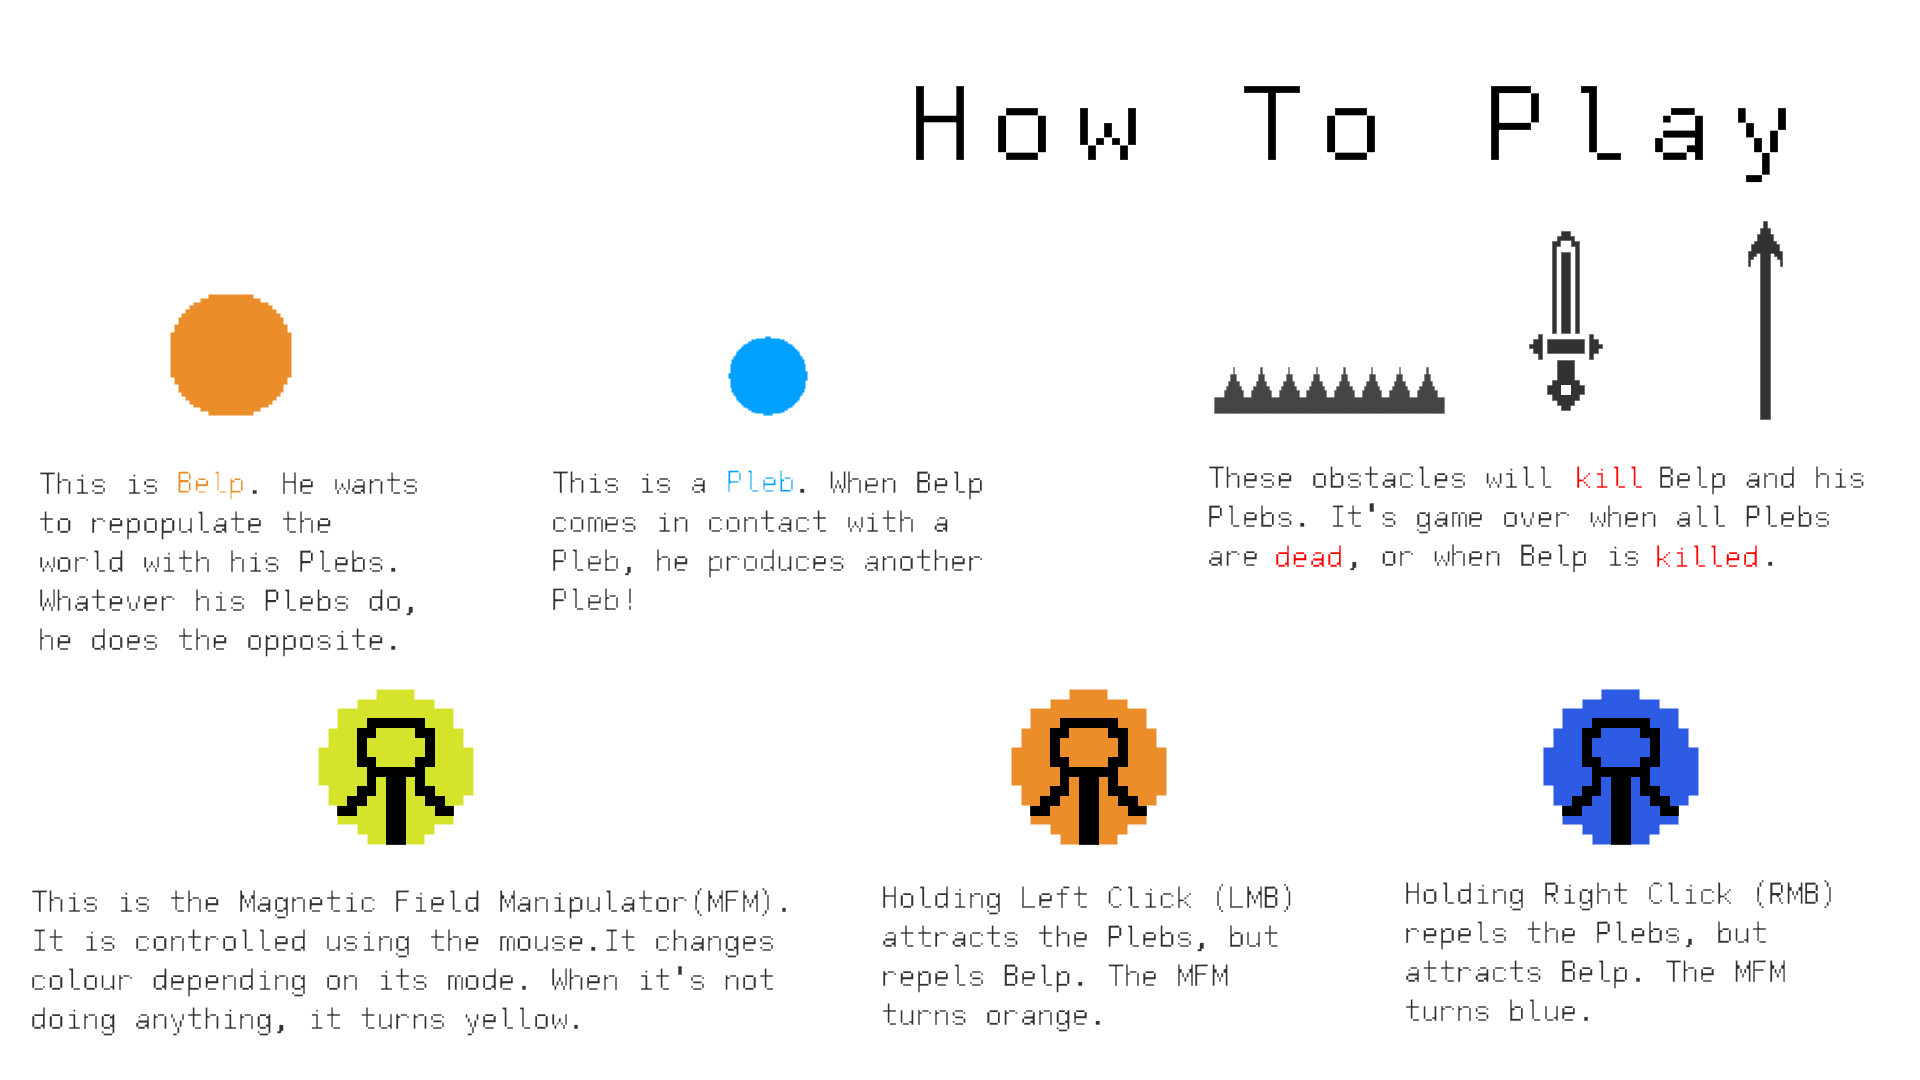 How To Play
This is Belp. He wants
to repopulate the
world with his Plebs.
Whatever his Plebs do,
he does the opposite.
This is a Pleb. When Belp
comes in contact with a
Pleb, he produces another
Pleb!
These obstacles will kill Belp and his
Plebs. It's game over when all Plebs
are dead, or when Belp is killed.
This is the Magnetic Field Manipulator(MFM).
It is controlled using the mouse.It changes
colour depending on its mode. When it's not
doing anything, it turns yellow.
Holding Left Click (LMB)
attracts the Plebs, but
repels Belp. The MFM
turns orange.
Holding Right Click (RMB)
repels the Plebs, but
attracts Belp. The MFM
turns blue.